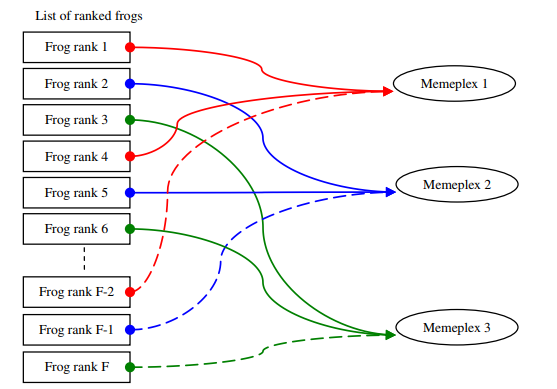 List of ranked frogs
Frog rank 1
Frog rank 2
Frog rank 3
Frog rank 4
Frog rank 5
Frog rank 6
Frog rank F-2
Frog rank F-1
Frog rank F
Memeplex 1
Memeplex 2
Memeplex 3